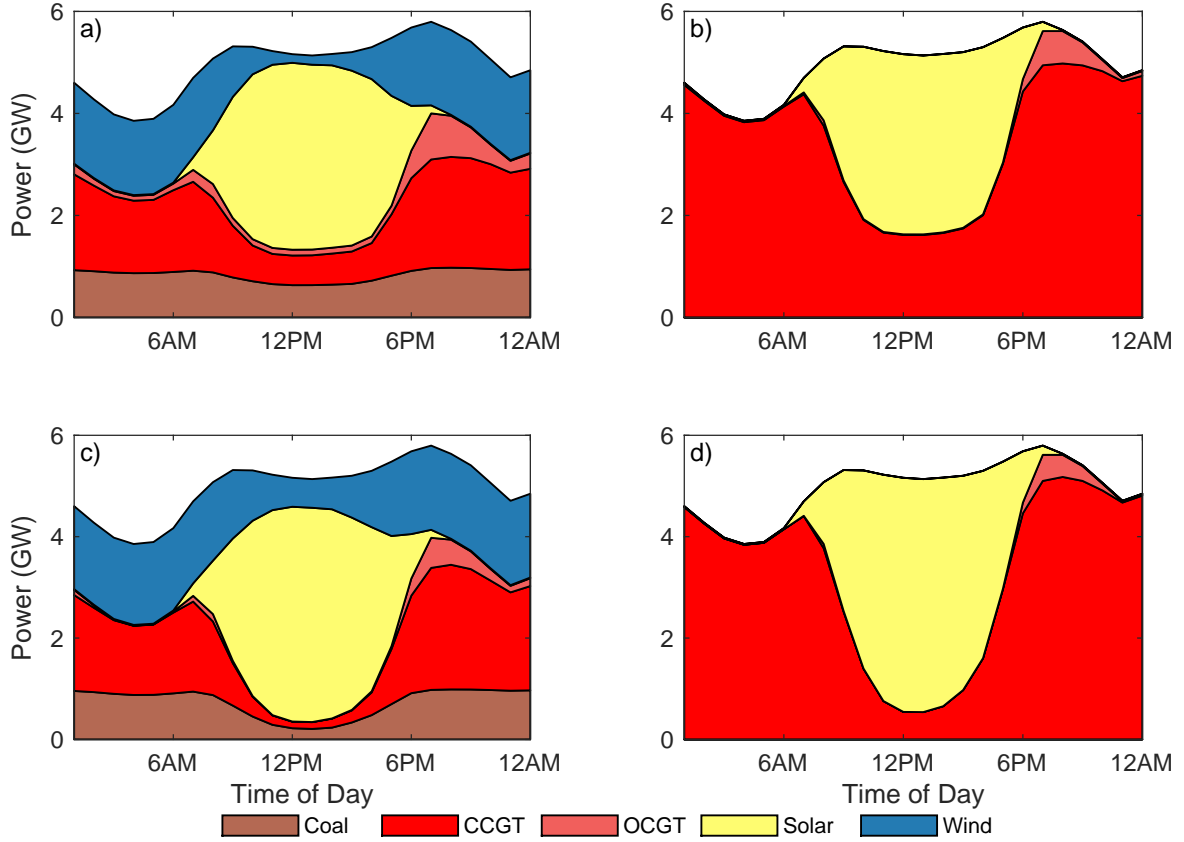 a)
b)
6
4
2
0
Power (GW)
6AM 12PM 6PM 12AM
6
4
2
0
6AM 12PM 6PM 12AM
c)
d)
6
4
2
0
Power (GW)
6AM 12PM 6PM 12AM
Time of Day
6
4
2
0
6AM 12PM 6PM 12AM
Time of Day
Coal CCGT OCGT Solar Wind